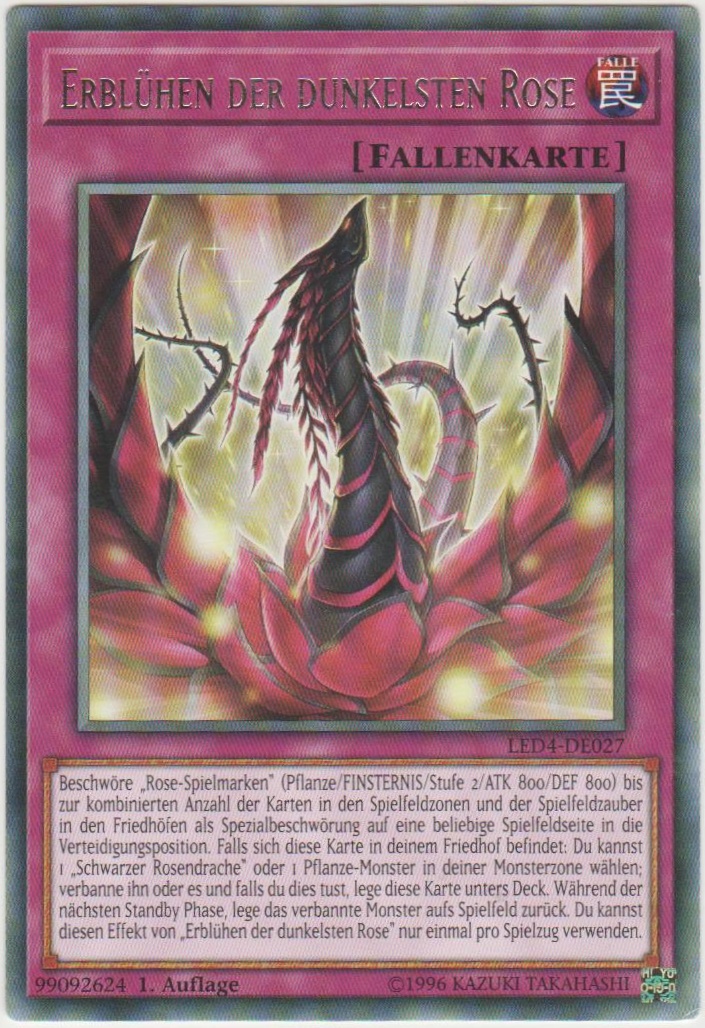 Erblühen der dunkelsten Rose
FALLE
罠
[Fallenkarte]
LED4-DE027
Beschwöre „Rose-Spielmarken" (Pflanze/FINSTERNIS/Stufe 2/ATK 800/DEF 800) bis
zur kombinierten Anzahl der Karten in den Spielfeldzonen und der Spielfeldzauber
in den Friedhöfen als Spezialbeschwörung auf eine beliebige Spielfeldseite in die
Verteidigungsposition. Falls sich diese Karte in deinem Friedhof befindet: Du kannst
1 „Schwarzer Rosendrache" oder 1 Pflanze-Monster in deiner Monsterzone wählen;
verbanne ihn oder es und falls du dies tust, lege diese Karte unters Deck. Während der
nächsten Standby Phase, lege das verbannte Monster aufs Spielfeld zurück. Du kannst
diesen Effekt von „Erblühen der dunkelsten Rose" nur einmal pro Spielzug verwenden.
99092624 1. Auflage
©1996 KAZUKI TAKAHASHI